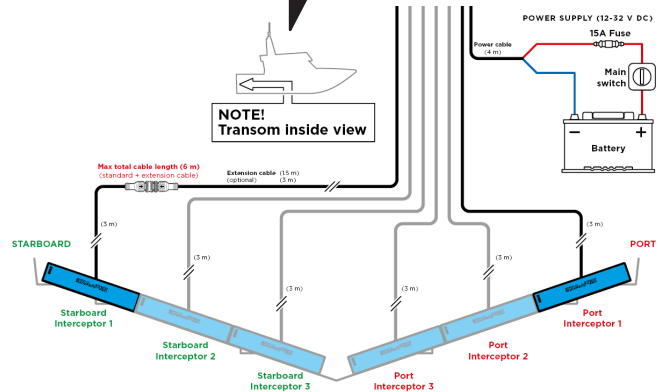 POWER SUPPLY (12-32 V DC)
15A Fuse
Power cable
(4 m)
Main
switch
NOTE!
Transom inside view
Battery
Max total cable length (6 m)
(standard + extension cable)
Extension cable (1.5 m)
(optional) (3 m)
(3 m)
(3 m)
STARBOARD
PORT
(3 m)
(3 m)
(3 m)
(3 m)
Starboard
Interceptor 1
Port
Interceptor 1
Starboard
Interceptor 2
Port
Interceptor 2
Starboard
Interceptor 3
Port
Interceptor 3